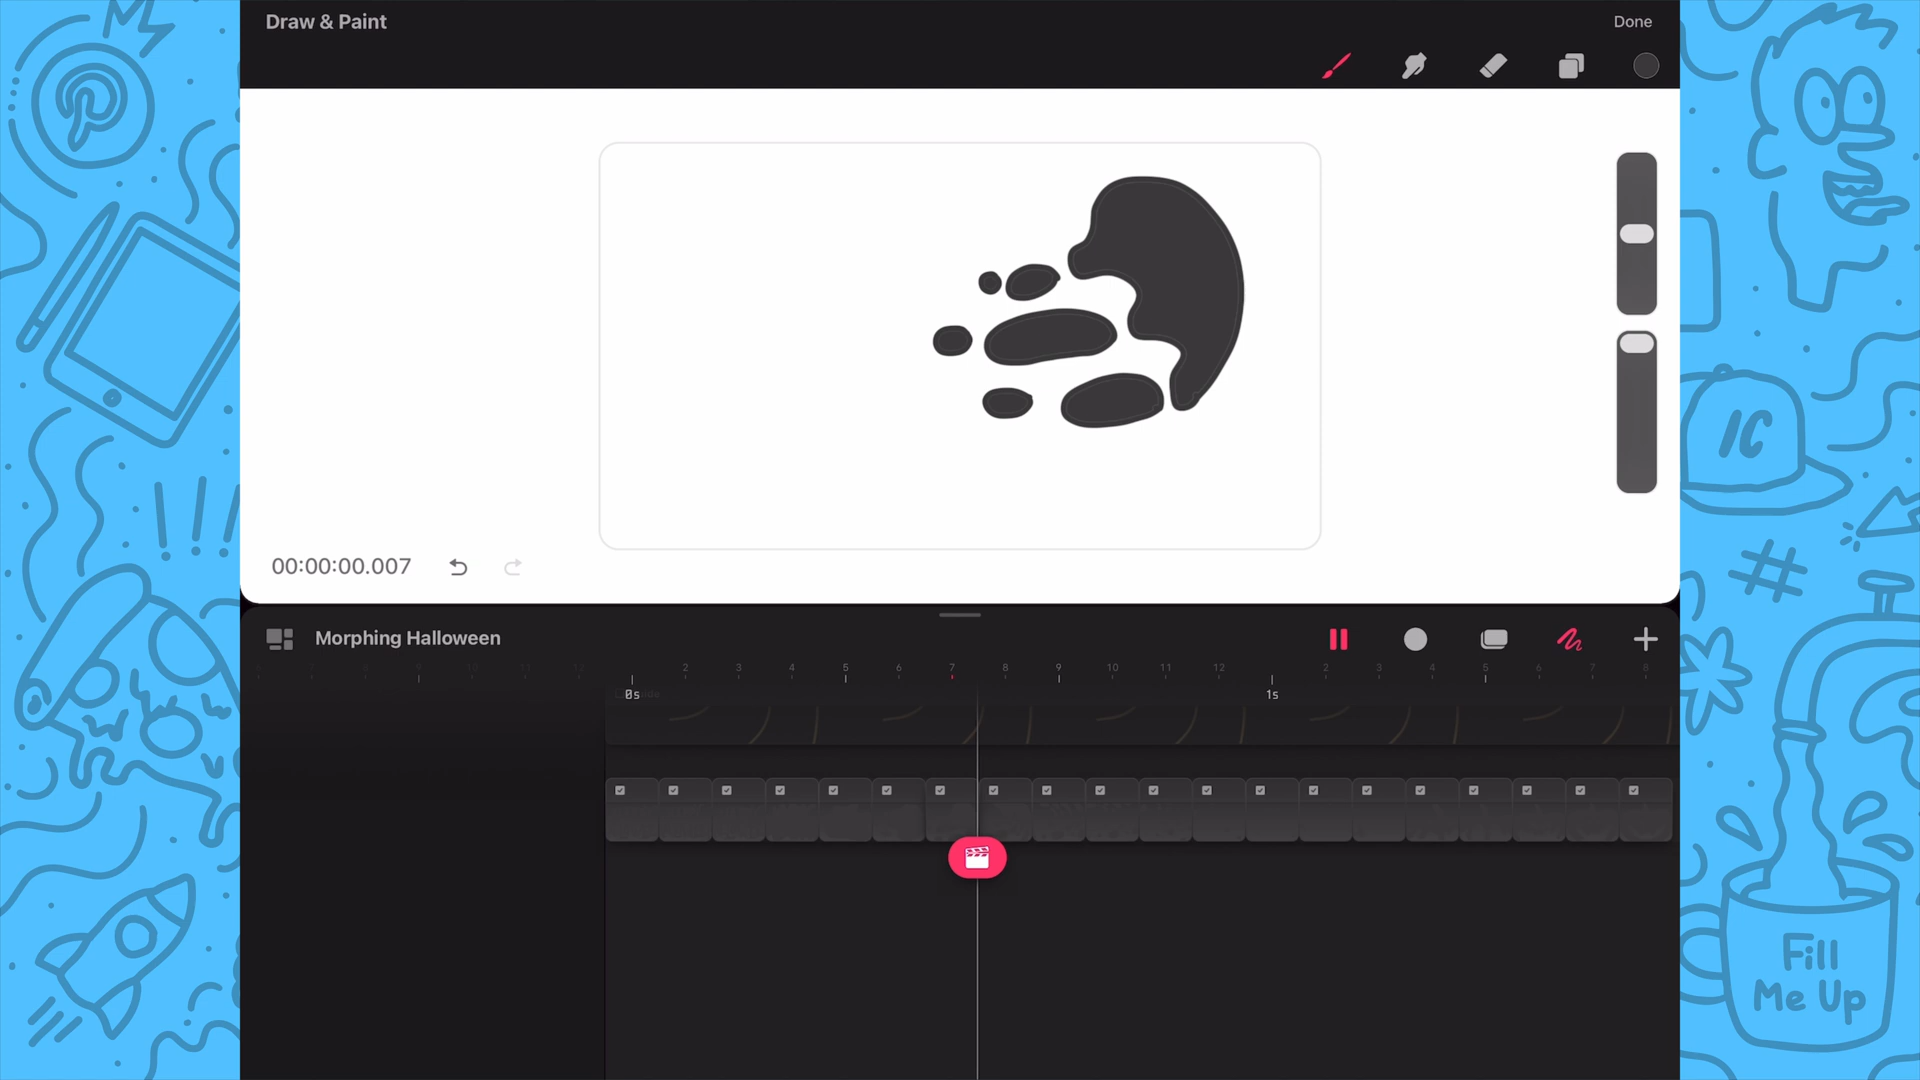 Draw & Paint
Done
00:00:00.007
Morphing Halloween
2 3 4 5 6 7 8 9 10 11 12 2 3 4 5 6 7 8
0s
1s
IC
!!!
#
Fill
Me Up